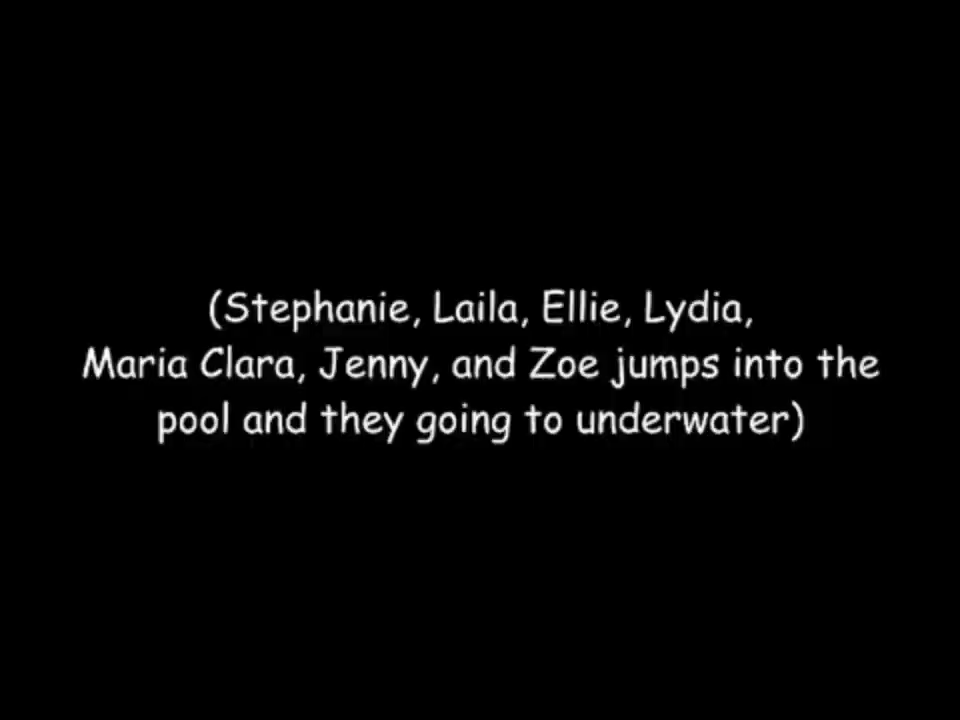 (Stephanie, Laila, Ellie, Lydia,
Maria Clara, Jenny, and Zoe jumps into the
pool and they going to underwater)